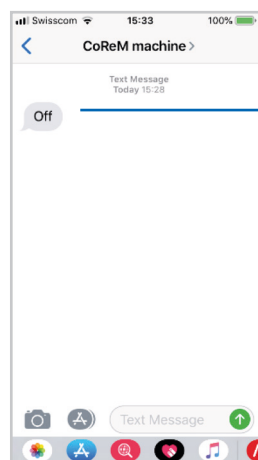 Swisscom 15:33 100%
CoReM machine
Text Message
Today 15:28
Off
Text Message